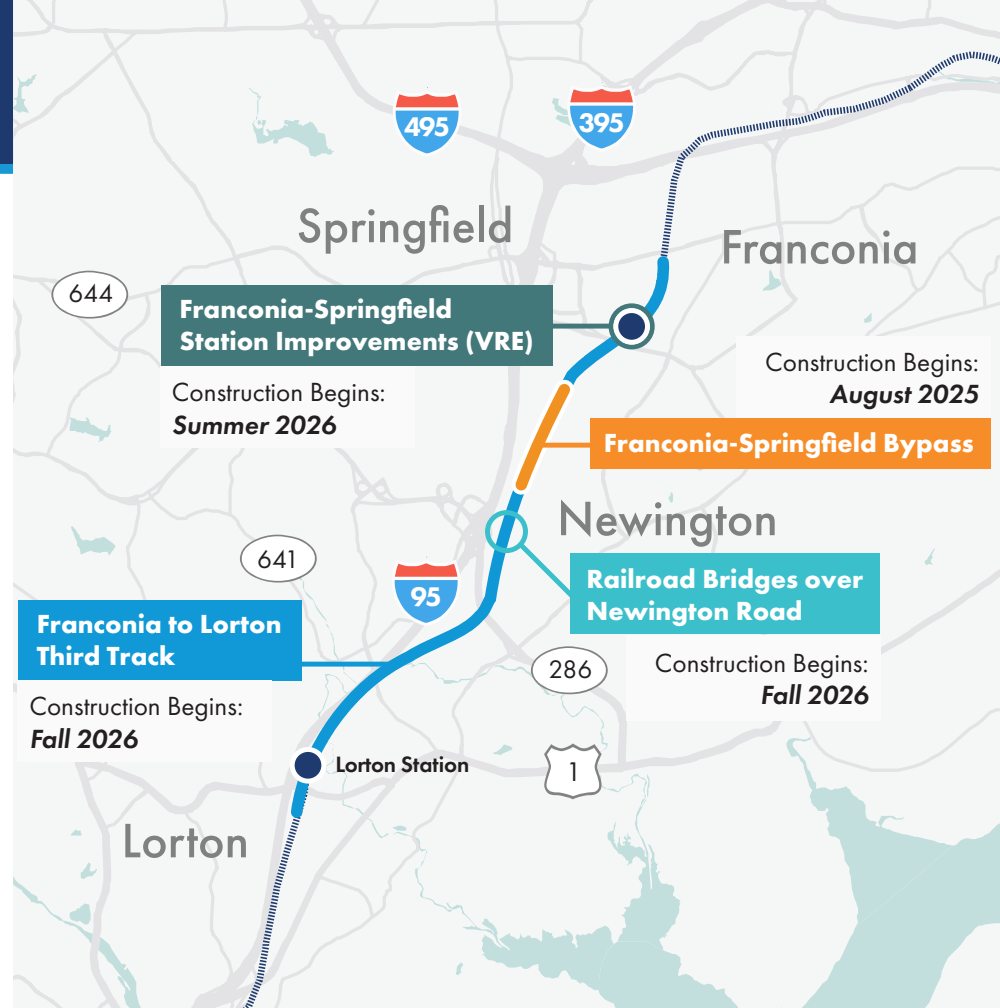 495
395
Springfield
Franconia
644
Franconia-Springfield
Station Improvements (VRE)
Construction Begins:
Summer 2026
Construction Begins:
August 2025
Franconia-Springfield Bypass
Newington
641
95
Railroad Bridges over
Newington Road
Franconia to Lorton
Third Track
286
Construction Begins:
Fall 2026
Construction Begins:
Fall 2026
Lorton Station
1
Lorton